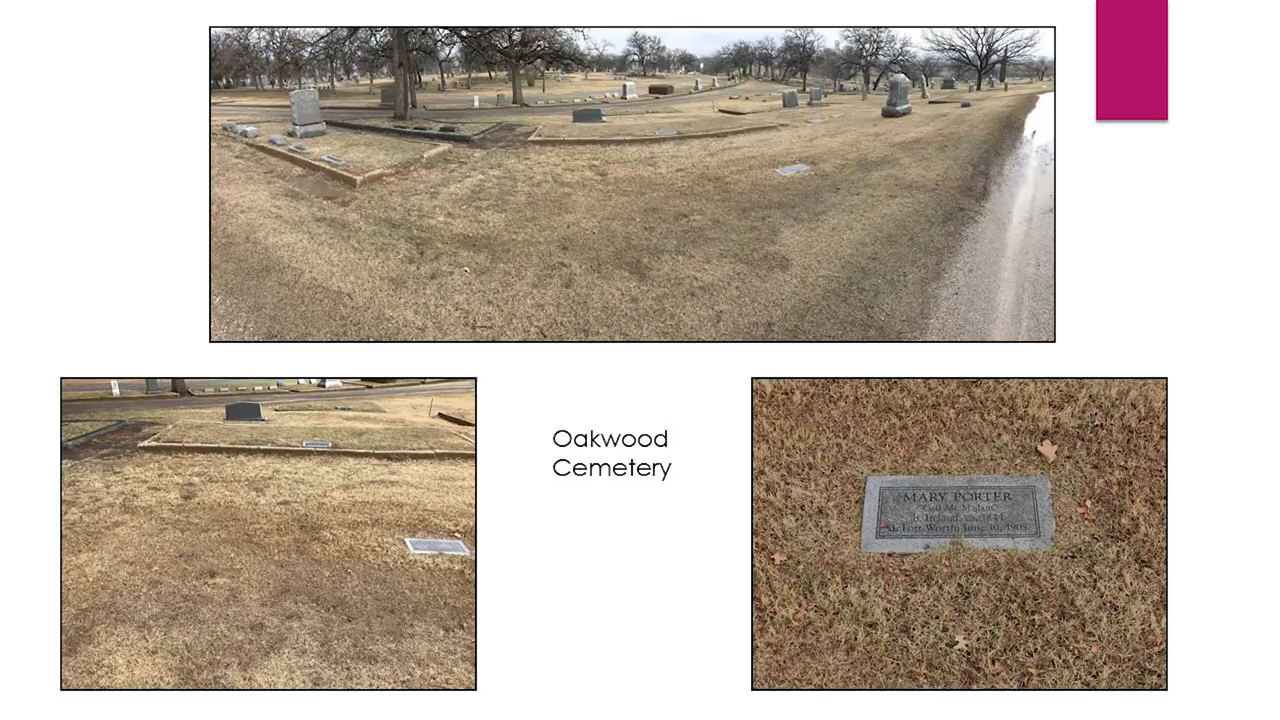 Oakwood
Cemetery
MARY PORTER
"Call Me Madam"
b. Ireland, ca. 1844
d. Fort Worth June 10, 1905